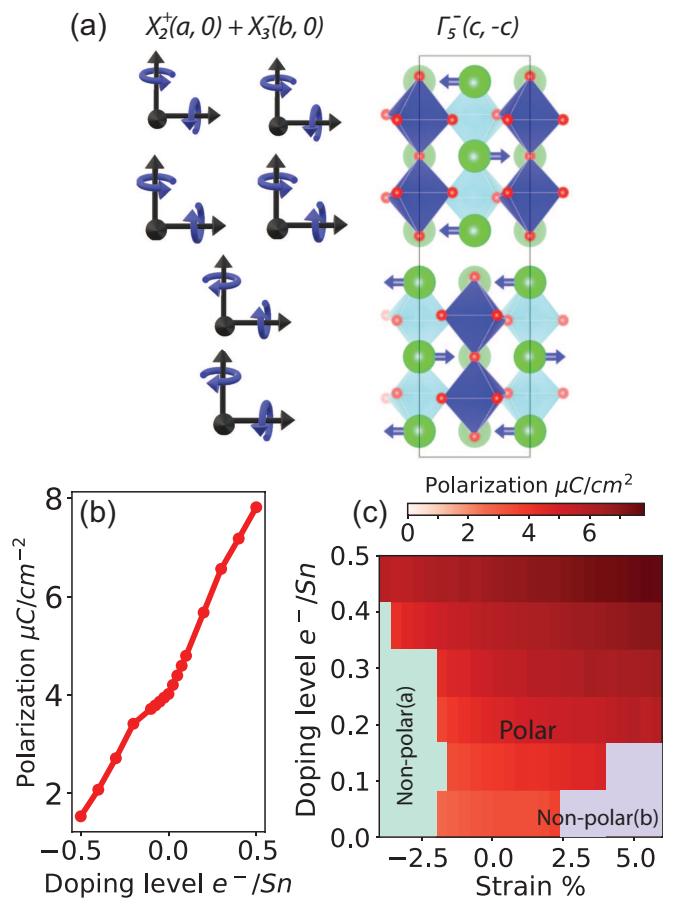 (a) X₂⁺(a, 0) + X₃⁻(b, 0) Γ₅⁻(c, -c)
(b)
Polarization μC/cm⁻²
8
6
4
2
−0.5 0.0 0.5
Doping level e⁻/Sn
(c)
Polarization μC/cm²
0 2 4 6
Doping level e⁻/Sn
0.5
0.4
0.3
0.2
0.1
0.0
Non-polar(a)
Polar
Non-polar(b)
−2.5 0.0 2.5 5.0
Strain %